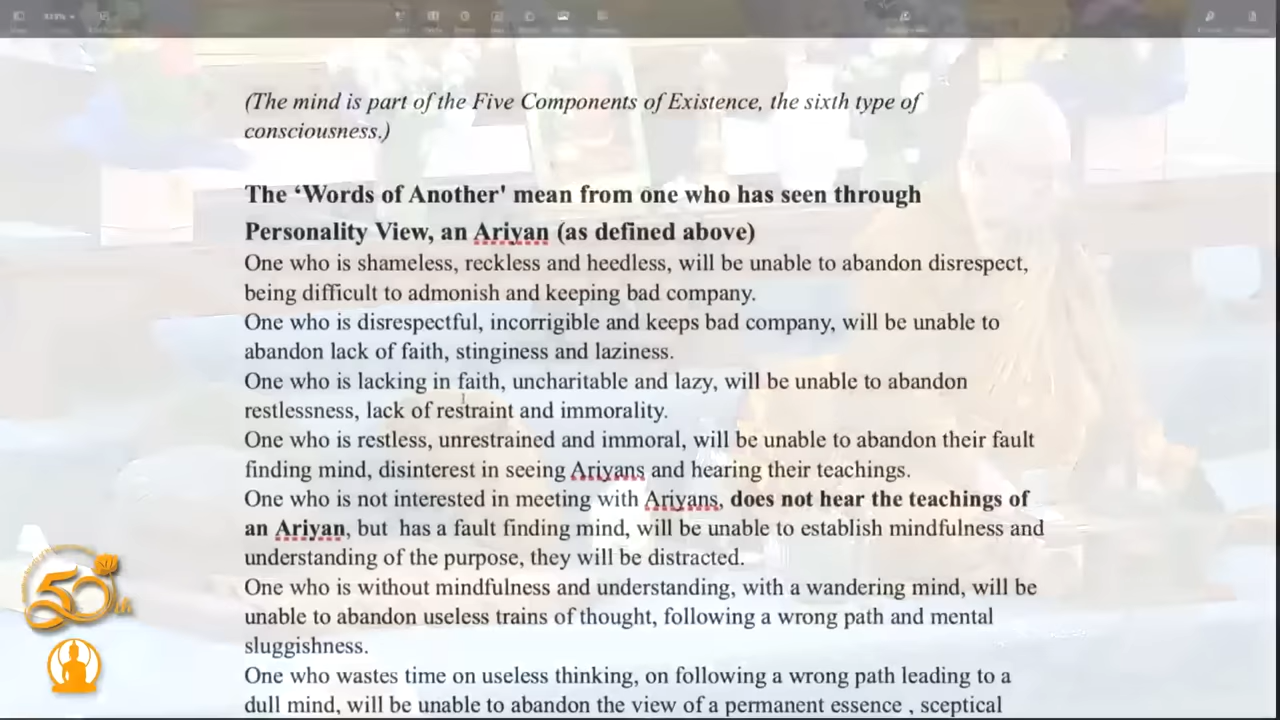 (The mind is part of the Five Components of Existence, the sixth type of
consciousness.)
The ‘Words of Another' mean from one who has seen through
Personality View, an Ariyan (as defined above)
One who is shameless, reckless and heedless, will be unable to abandon disrespect,
being difficult to admonish and keeping bad company.
One who is disrespectful, incorrigible and keeps bad company, will be unable to
abandon lack of faith, stinginess and laziness.
One who is lacking in faith, uncharitable and lazy, will be unable to abandon
restlessness, lack of restraint and immorality.
One who is restless, unrestrained and immoral, will be unable to abandon their fault
finding mind, disinterest in seeing Ariyans and hearing their teachings.
One who is not interested in meeting with Ariyans, does not hear the teachings of
an Ariyan, but has a fault finding mind, will be unable to establish mindfulness and
understanding of the purpose, they will be distracted.
One who is without mindfulness and understanding, with a wandering mind, will be
unable to abandon useless trains of thought, following a wrong path and mental
sluggishness.
One who wastes time on useless thinking, on following a wrong path leading to a
dull mind, will be unable to abandon the view of a permanent essence , sceptical
50th